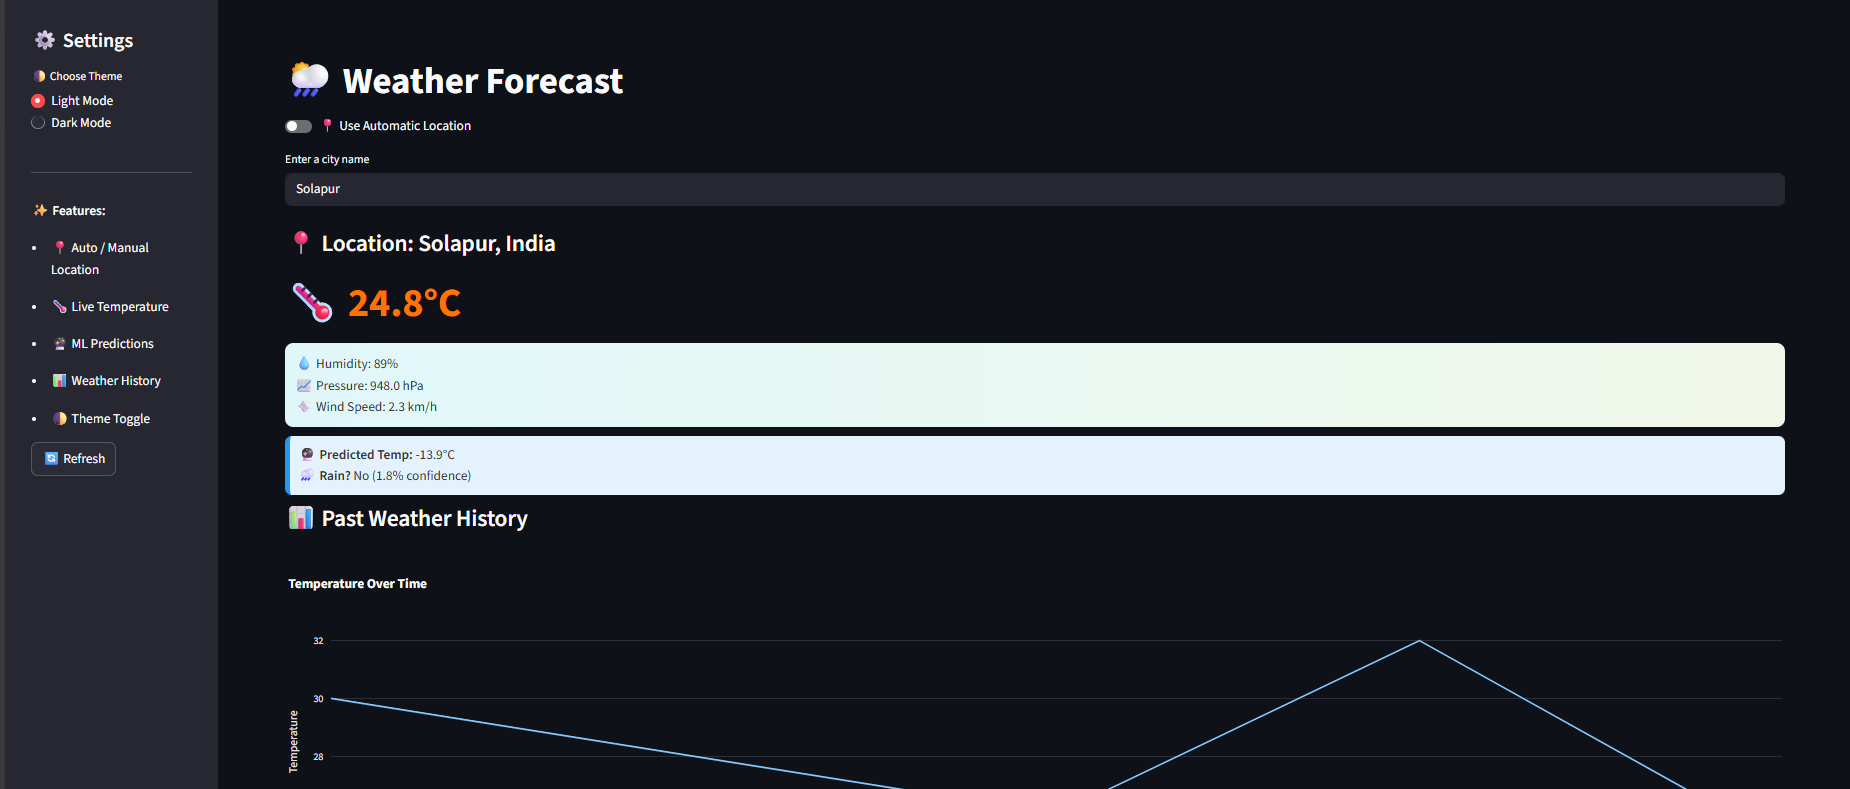 Settings
Choose Theme
Light Mode
Dark Mode
Features:
Auto / Manual
Location
Live Temperature
ML Predictions
Weather History
Theme Toggle
Refresh
Weather Forecast
Use Automatic Location
Enter a city name
Solapur
Location: Solapur, India
24.8°C
Humidity: 89%
Pressure: 948.0 hPa
Wind Speed: 2.3 km/h
Predicted Temp: -13.9°C
Rain? No (1.8% confidence)
Past Weather History
Temperature Over Time
32
30
28
Temperature